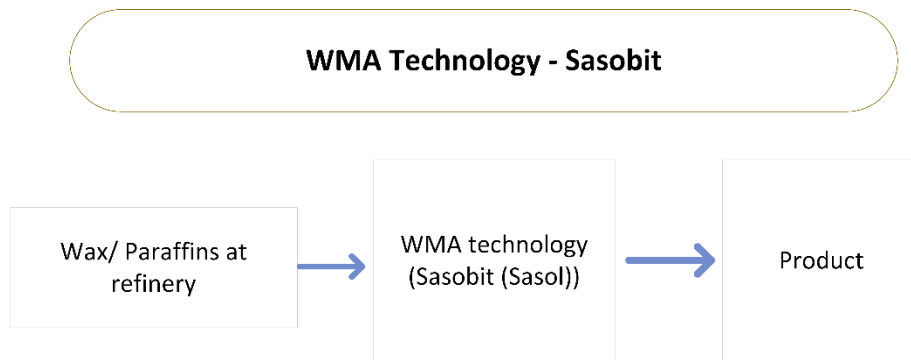 WMA Technology - Sasobit
Wax/ Paraffins at
refinery
WMA technology
(Sasobit (Sasol))
Product